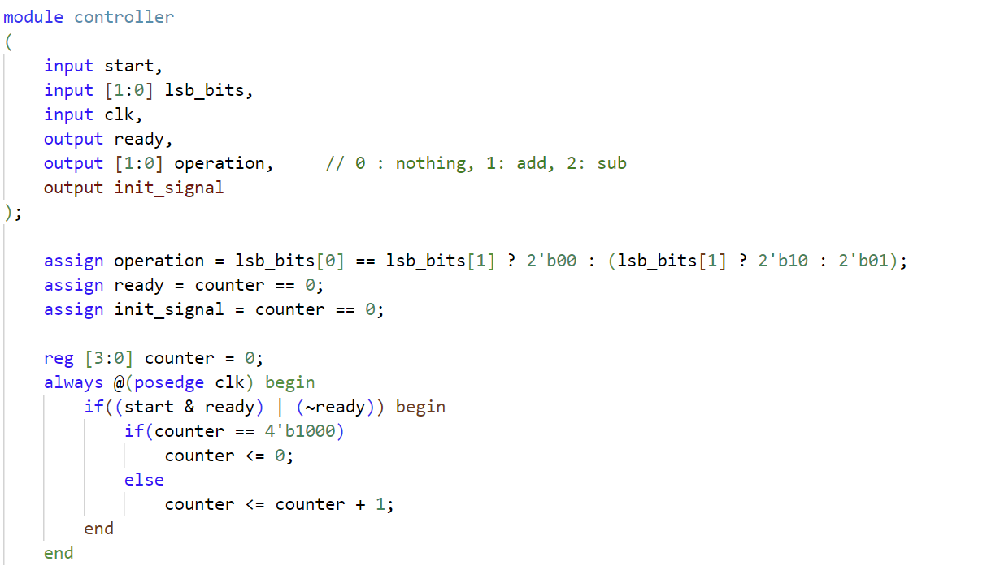 module controller
(
    input start,
    input [1:0] lsb_bits,
    input clk,
    output ready,
    output [1:0] operation,     // 0 : nothing, 1: add, 2: sub
    output init_signal
);
    assign operation = lsb_bits[0] == lsb_bits[1] ? 2'b00 : (lsb_bits[1] ? 2'b10 : 2'b01);
    assign ready = counter == 0;
    assign init_signal = counter == 0;
    reg [3:0] counter = 0;
    always @(posedge clk) begin
        if((start & ready) | (~ready)) begin
            if(counter == 4'b1000)
                counter <= 0;
            else
                counter <= counter + 1;
        end
    end